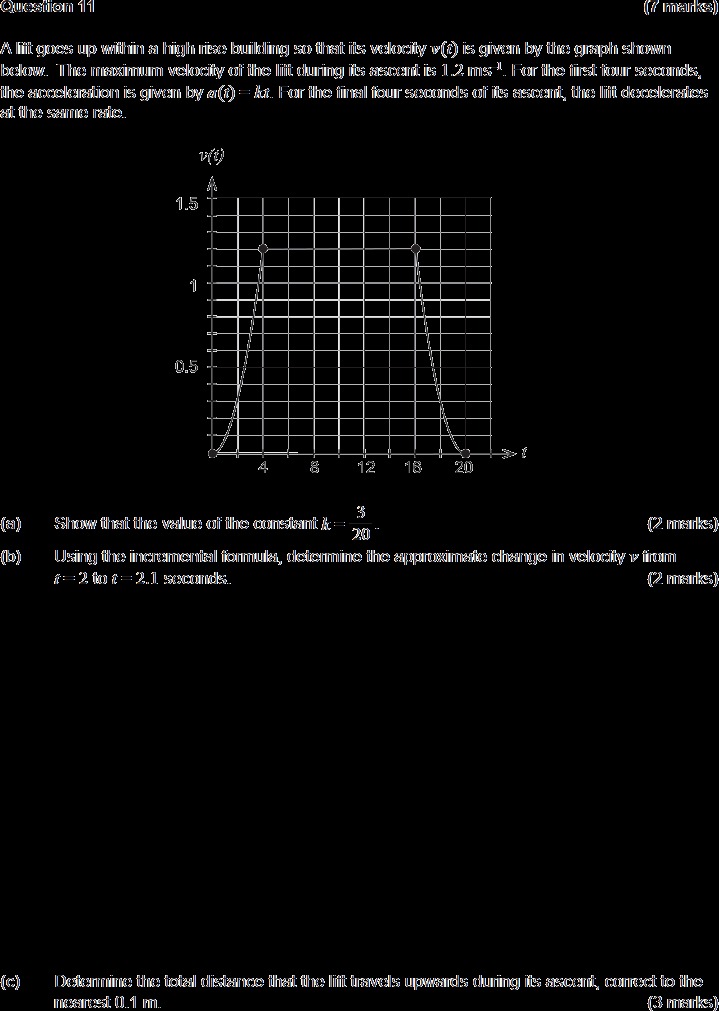 Question 11 (7 marks)
A lift goes up within a high rise building so that its velocity v(t) is given by the graph shown
below. The maximum velocity of the lift during its ascent is 1.2 ms⁻¹. For the first four seconds,
the acceleration is given by a(t) = kt. For the final four seconds of its ascent, the lift decelerates
at the same rate.
v(t)
1.5
1
0.5
4 8 12 16 20 t
(a) Show that the value of the constant k = 3/20. (2 marks)
(b) Using the incremental formula, determine the approximate change in velocity v from
t = 2 to t = 2.1 seconds. (2 marks)
(c) Determine the total distance that the lift travels upwards during its ascent, correct to the
nearest 0.1 m. (3 marks)